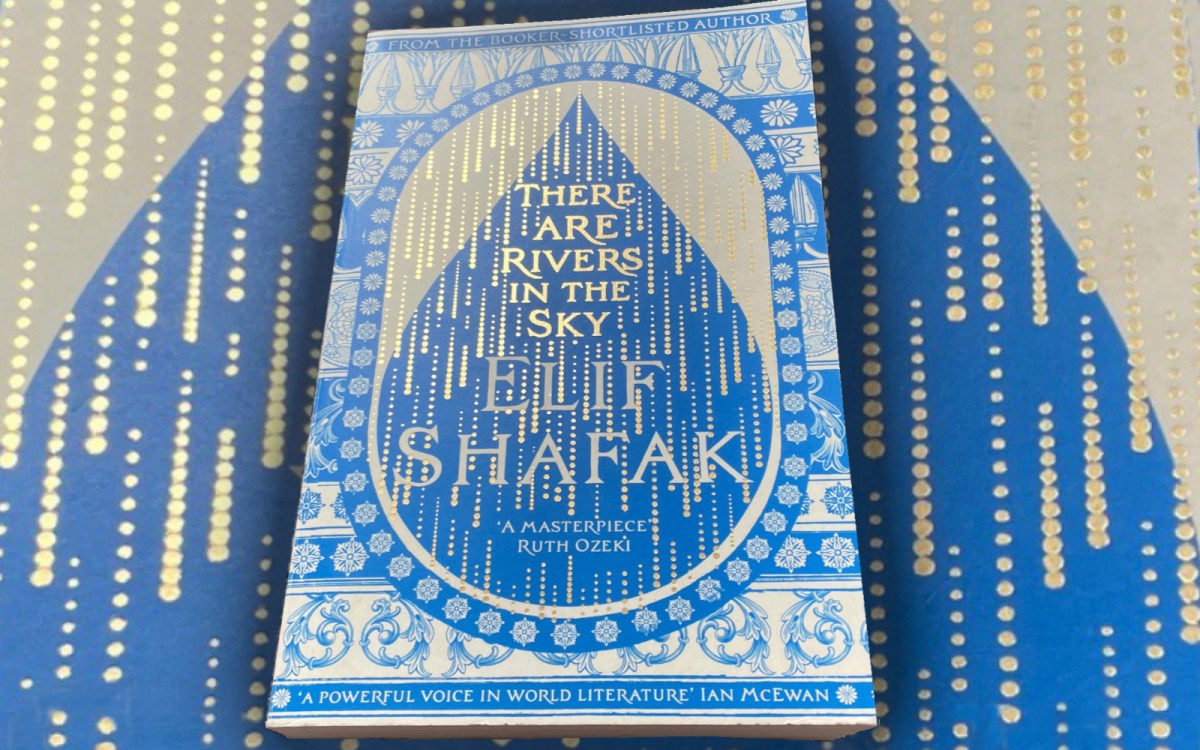 FROM THE BOOKER-SHORTLISTED AUTHOR
THERE
ARE
RIVERS
IN THE
SKY
ELIF
SHAFAK
‘A MASTERPIECE’
RUTH OZEKI
‘A POWERFUL VOICE IN WORLD LITERATURE’ IAN McEWAN